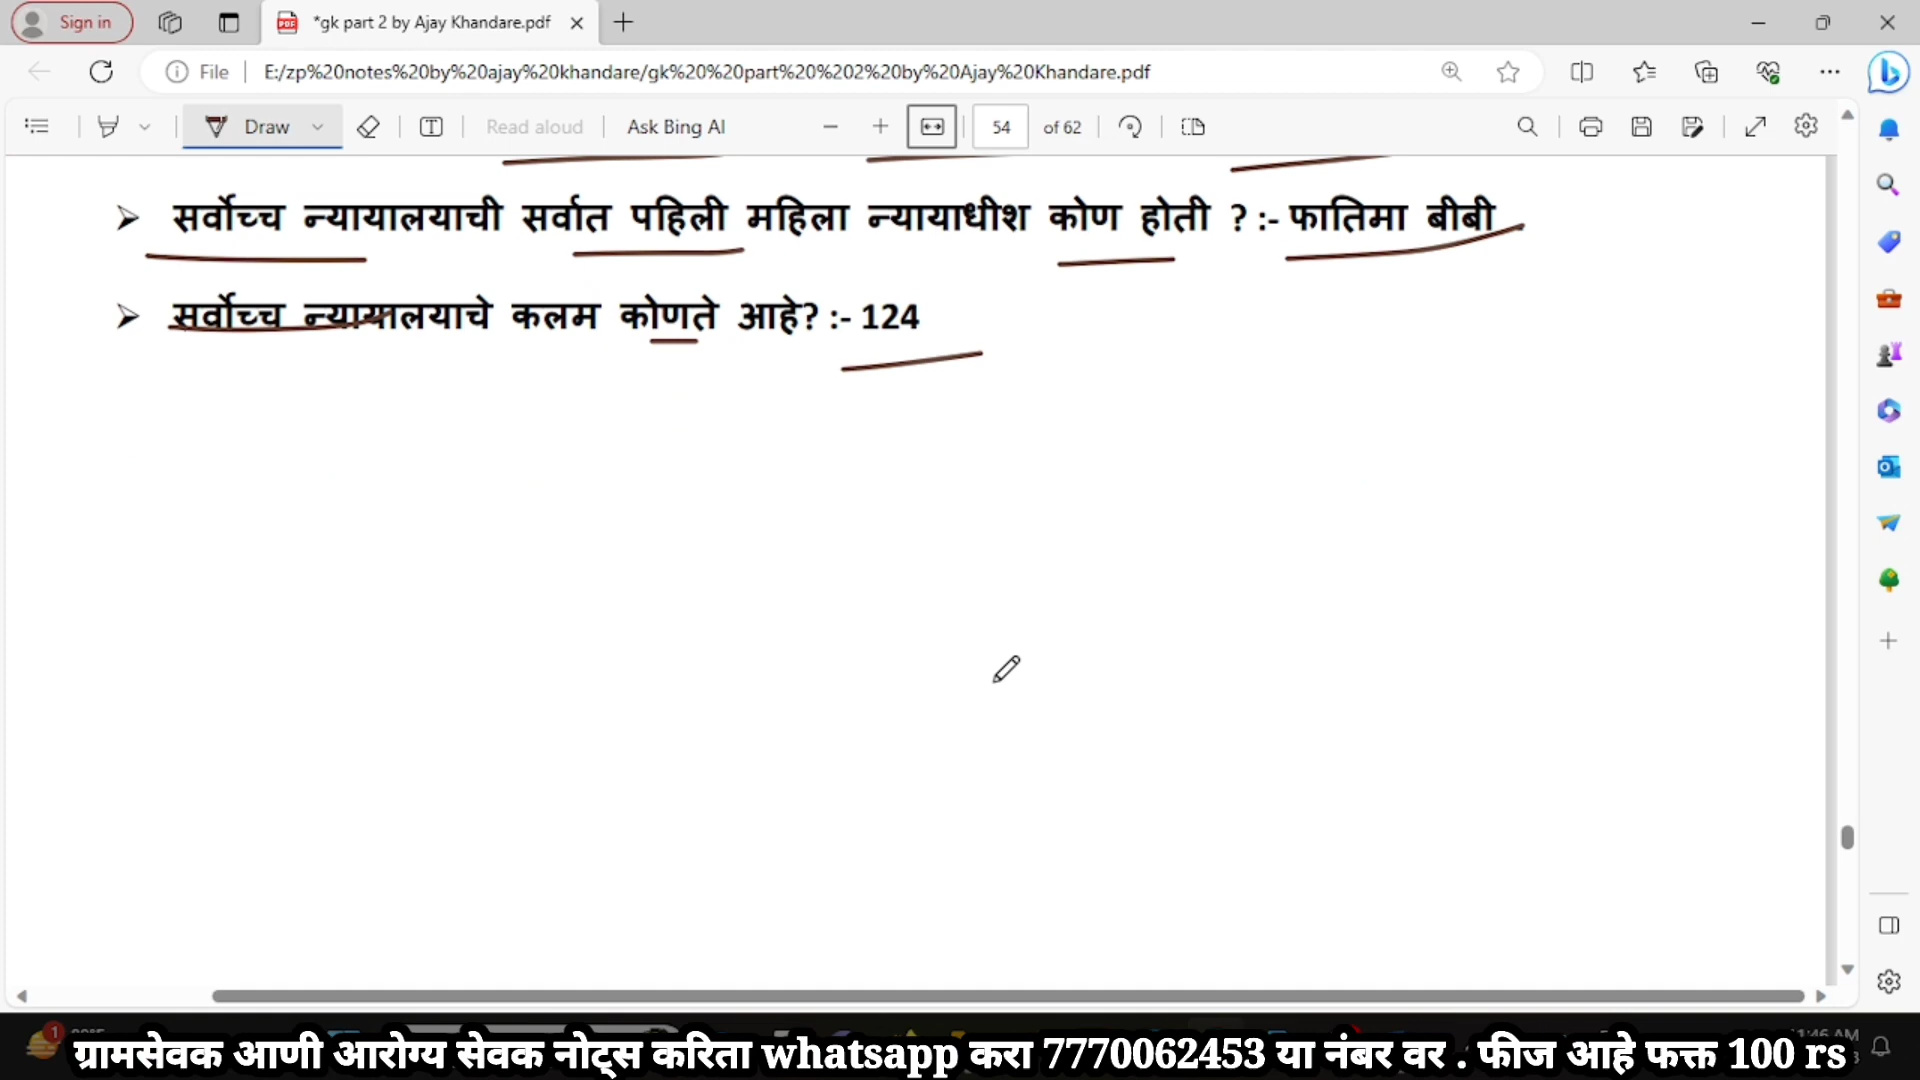 Sign in
*gk part 2 by Ajay Khandare.pdf
File
E:/zp%20notes%20by%20ajay%20khandare/gk%20%20part%20%202%20by%20Ajay%20Khandare.pdf
Draw
Read aloud
Ask Bing AI
54
of 62
सर्वोच्च न्यायालयाची सर्वात पहिली महिला न्यायाधीश कोण होती ? :- फातिमा बीबी
सर्वोच्च न्यायालयाचे कलम कोणते आहे? :- 124
1
ग्रामसेवक आणी आरोग्य सेवक नोट्स करिता whatsapp करा 7770062453 या नंबर वर . फीज आहे फक्त 100 rs